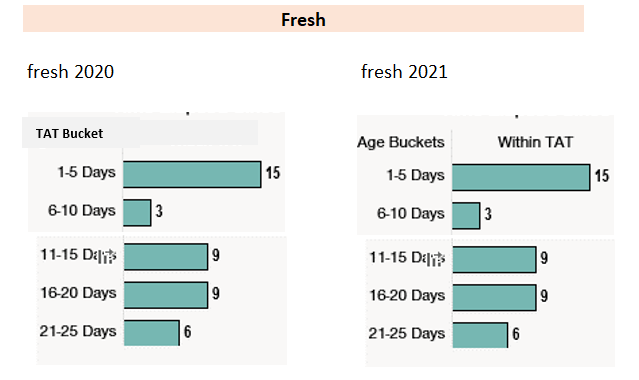 Fresh
fresh 2020
TAT Bucket
1-5 Days 15
6-10 Days 3
11-15 9
16-20 Days 9
21-25 Days 6
fresh 2021
Age Buckets Within TAT
1-5 Days 15
6-10 Days 3
11-15 9
16-20 Days 9
21-25 Days 6